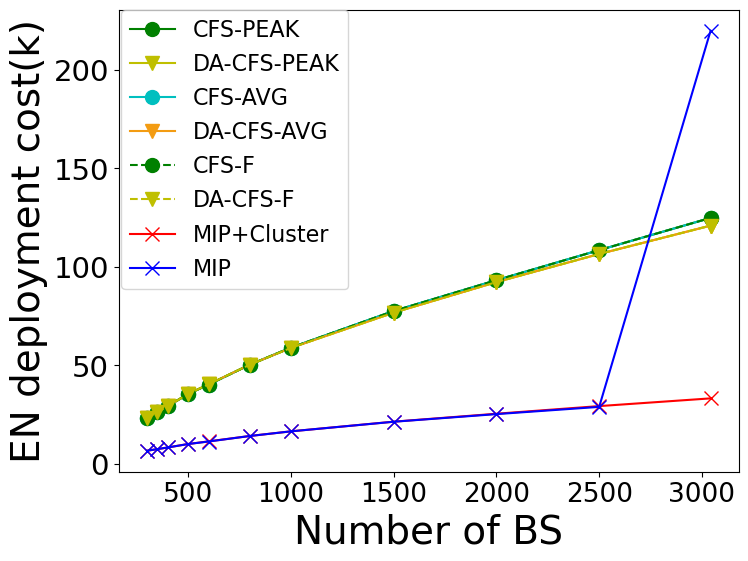 EN deployment cost(k)
200
150
100
50
0
CFS-PEAK
DA-CFS-PEAK
CFS-AVG
DA-CFS-AVG
CFS-F
DA-CFS-F
MIP+Cluster
MIP
500 1000 1500 2000 2500 3000
Number of BS